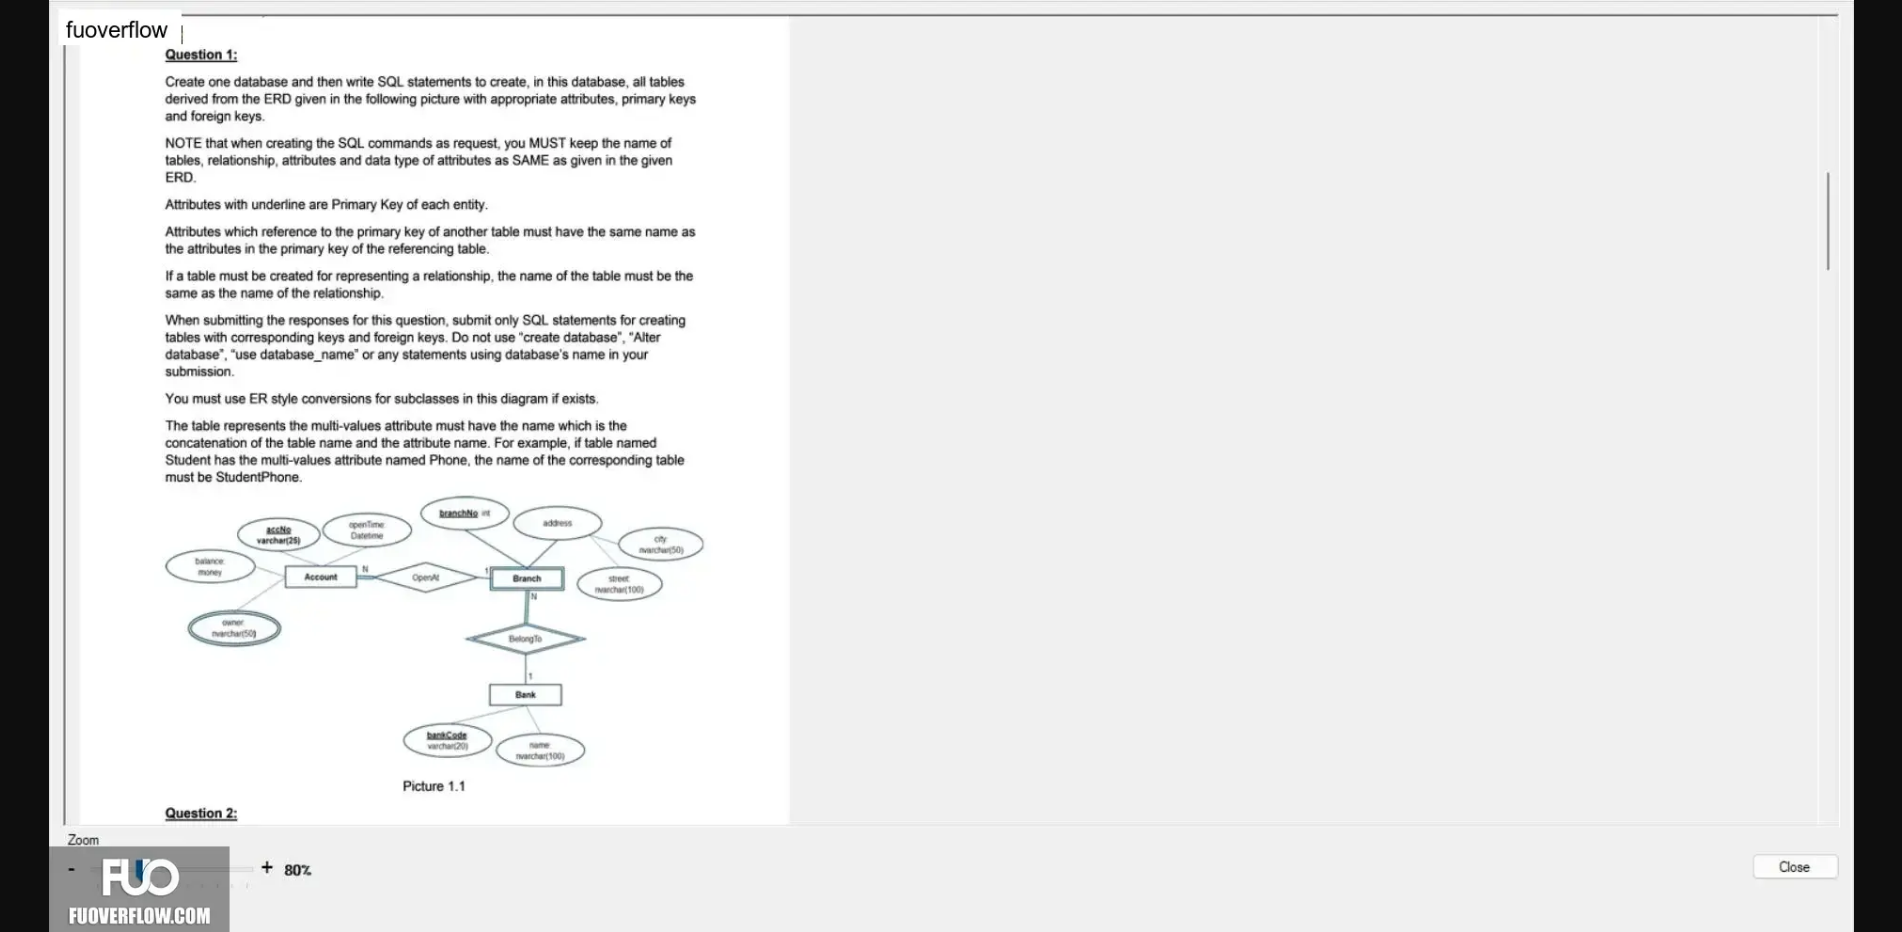 fuoverflow
Question 1:
Create one database and then write SQL statements to create, in this database, all tables
derived from the ERD given in the following picture with appropriate attributes, primary keys
and foreign keys.
NOTE that when creating the SQL commands as request, you MUST keep the name of
tables, relationship, attributes and data type of attributes as SAME as given in the given
ERD.
Attributes with underline are Primary Key of each entity.
Attributes which reference to the primary key of another table must have the same name as
the attributes in the primary key of the referencing table.
If a table must be created for representing a relationship, the name of the table must be the
same as the name of the relationship.
When submitting the responses for this question, submit only SQL statements for creating
tables with corresponding keys and foreign keys. Do not use "create database", "Alter
database", "use database_name" or any statements using database's name in your
submission.
You must use ER style conversions for subclasses in this diagram if exists.
The table represents the multi-values attribute must have the name which is the
concatenation of the table name and the attribute name. For example, if table named
Student has the multi-values attribute named Phone, the name of the corresponding table
must be StudentPhone.
branchNo int
address
accNo
varchar(25)
openTime:
Datetime
city:
nvarchar(50)
balance:
money
Account
N
OpenAt
1
Branch
street:
nvarchar(100)
N
owner:
nvarchar(50)
BelongTo
1
Bank
bankCode
varchar(20)
name:
nvarchar(100)
Picture 1.1
Question 2:
Zoom
- + 80%
Close
FUO
FUOVERFLOW.COM